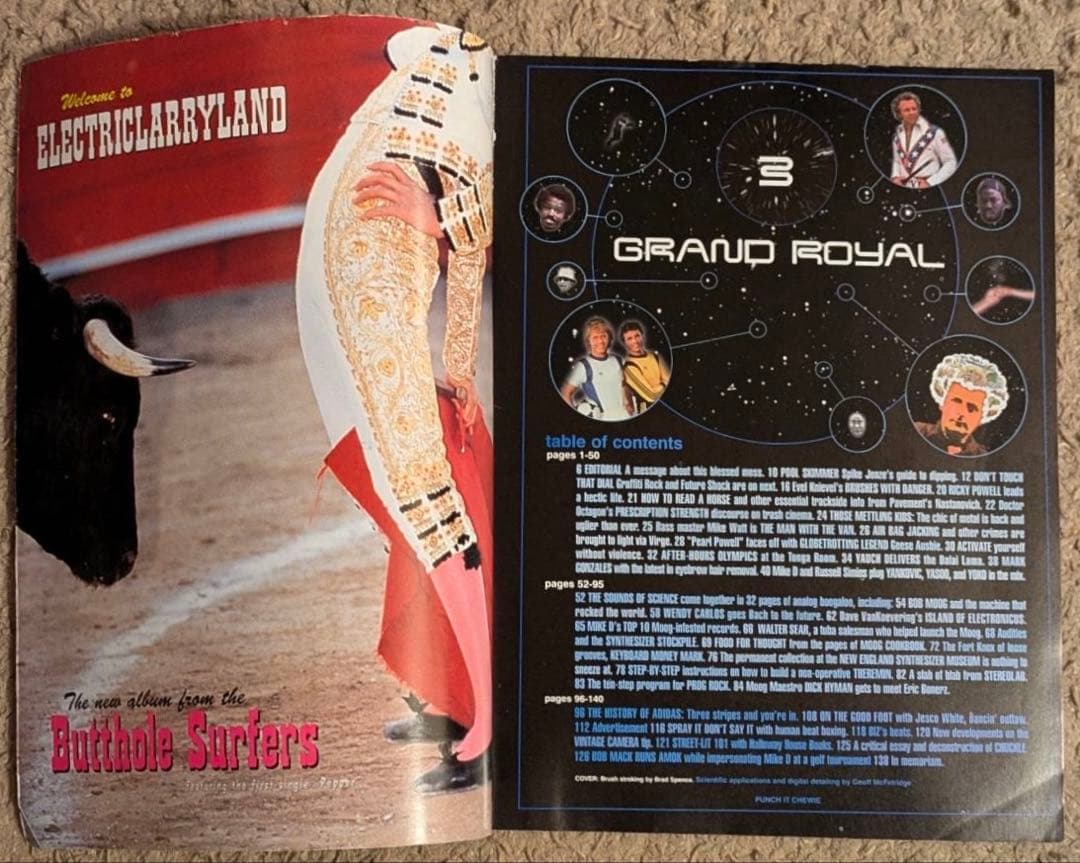 Welcome to
ELECTRICLARRYLAND
The new album from the
Butthole Surfers
featuring the first single Pepper
3
GRAND ROYAL
table of contents
pages 1-50
6 EDITORIAL A message about this blessed mess. 10 POOL SKIMMER Spike Jonze's guide to dipping. 12 DON'T TOUCH
THAT DIAL Graffiti Rock and Future Shock are on next. 16 Evel Knievel's BRUSHES WITH DANGER. 20 RICKY POWELL leads
a hectic life. 21 HOW TO READ A HORSE and other essential trackside info from Pavement's Nastanovich. 22 Doctor
Octagon's PRESCRIPTION STRENGTH discourse on trash cinema. 24 THOSE METTLING KIDS: The chic of metal is back and
uglier than ever. 25 Bass master Mike Watt is THE MAN WITH THE VAN. 26 AIR BAG JACKING and other crimes are
brought to light via Virge. 28 "Pearl Powell" faces off with GLOBETROTTING LEGEND Geese Ausbie. 30 ACTIVATE yourself
without violence. 32 AFTER-HOURS OLYMPICS at the Tonga Room. 34 YAUCH DELIVERS the Dalai Lama. 38 MARK
GONZALES with the latest in eyebrow hair removal. 40 Mike D and Russell Simins plug YANKOVIC, YASON, and YOKO in the mix.
pages 52-95
52 THE SOUNDS OF SCIENCE come together in 32 pages of analog boogaloo, including: 54 BOB MOOG and the machine that
rocked the world. 58 WENDY CARLOS goes Bach to the future. 62 Dave VanKoevering's ISLAND OF ELECTRONICUS.
65 MIKE D's TOP 10 Moog-infested records. 66 WALTER SEAR, a tuba salesman who helped launch the Moog. 68 Audities
and the SYNTHESIZER STOCKPILE. 69 FOOD FOR THOUGHT from the pages of MOOG COOKBOOK. 72 The Fort Knox of loose
grooves, KEYBOARD MONEY MARK. 76 The permanent collection at the NEW ENGLAND SYNTHESIZER MUSEUM is nothing to
sneeze at. 78 STEP-BY-STEP instructions on how to build a non-operative THEREMIN. 82 A stab of stob from STEREOLAB.
83 The ten-step program for PROG ROCK. 84 Moog Maestro DICK HYMAN gets to meet Eric Bonerz.
pages 96-140
96 THE HISTORY OF ADIDAS: Three stripes and you're in. 108 ON THE GOOD FOOT with Jesco White, dancin' outlaw.
112 Advertisement 116 SPRAY IT DON'T SAY IT with human beat boxing. 118 BIZ's beats. 120 New developments on the
VINTAGE CAMERA tip. 121 STREET-LIT 101 with Holloway House Books. 125 A critical essay and deconstruction of CHUCKLE
128 BOB MACK RUNS AMOK while impersonating Mike D at a golf tournament 138 In memoriam.
COVER: Brush stroking by Brad Spence. Scientific applications and digital detailing by Geoff McFetridge.
PUNCH IT CHEWIE